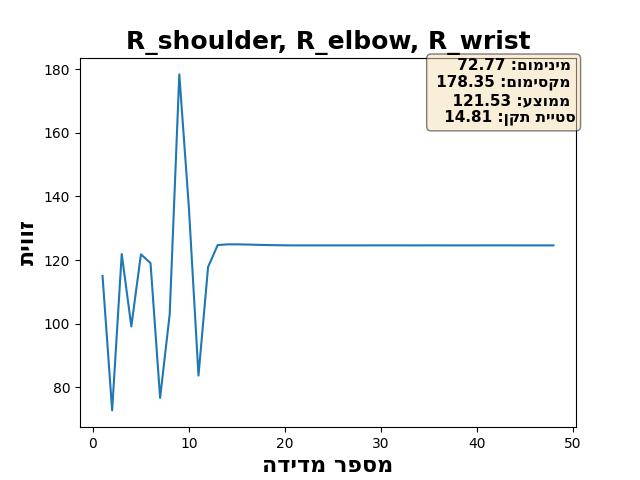 R_shoulder, R_elbow, R_wrist
מינימום: 72.77
מקסימום: 178.35
ממוצע: 121.53
סטיית תקן: 14.81
זווית
180
160
140
120
100
80
0 10 20 30 40 50
מספר מדידה